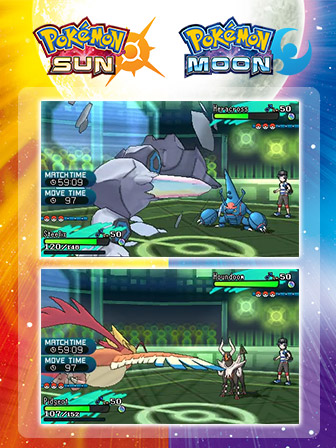 POKéMON
SUN
POKéMON
MOON
Heracross
50
MATCH TIME
59:09
MOVE TIME
97
Steelix
50
120/148
Houndoom
50
MATCH TIME
59:09
MOVE TIME
97
Pidgeot
50
107/152